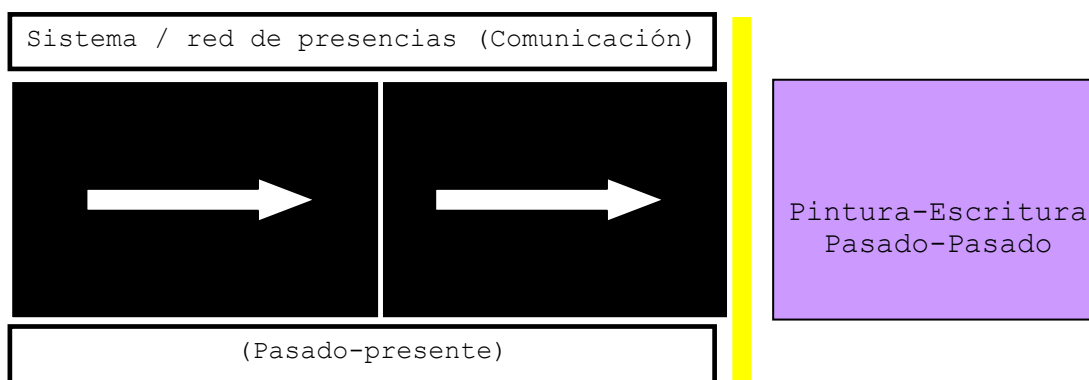 Sistema / red de presencias (Comunicación)
Pintura-Escritura
Pasado-Pasado
(Pasado-presente)